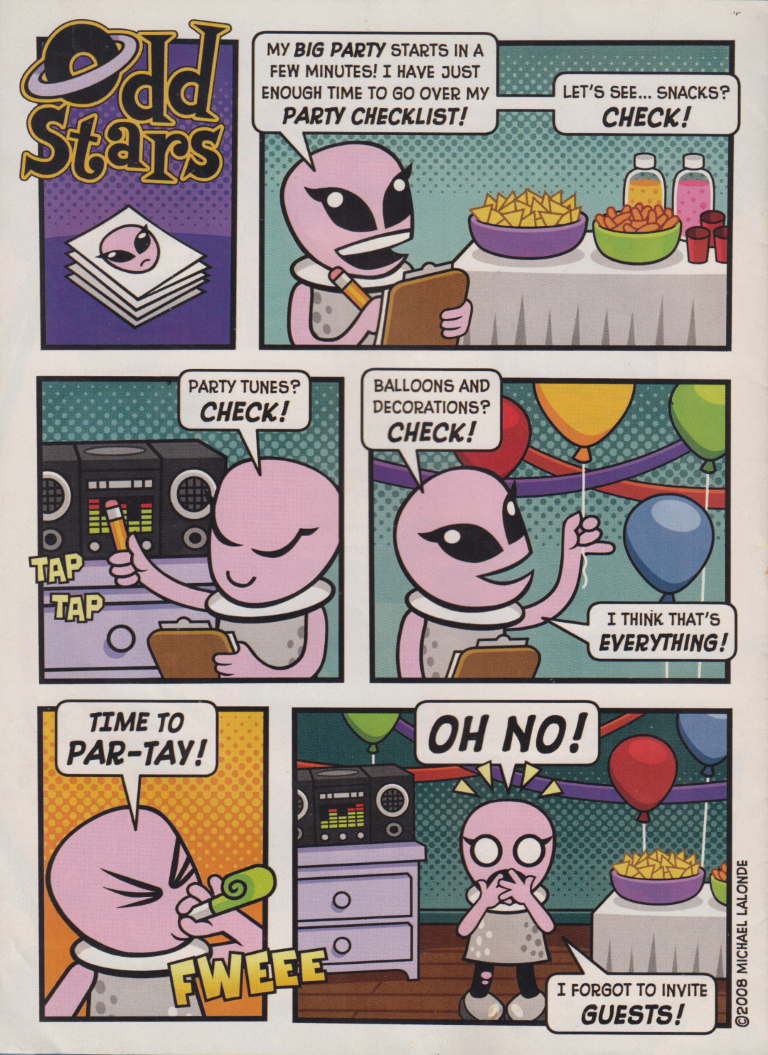 Odd
Stars
MY BIG PARTY STARTS IN A
FEW MINUTES! I HAVE JUST
ENOUGH TIME TO GO OVER MY
PARTY CHECKLIST!
LET'S SEE... SNACKS?
CHECK!
PARTY TUNES?
CHECK!
TAP
TAP
BALLOONS AND
DECORATIONS?
CHECK!
I THINK THAT'S
EVERYTHING!
TIME TO
PAR-TAY!
FWEEE
OH NO!
I FORGOT TO INVITE
GUESTS!
©2008 MICHAEL LALONDE